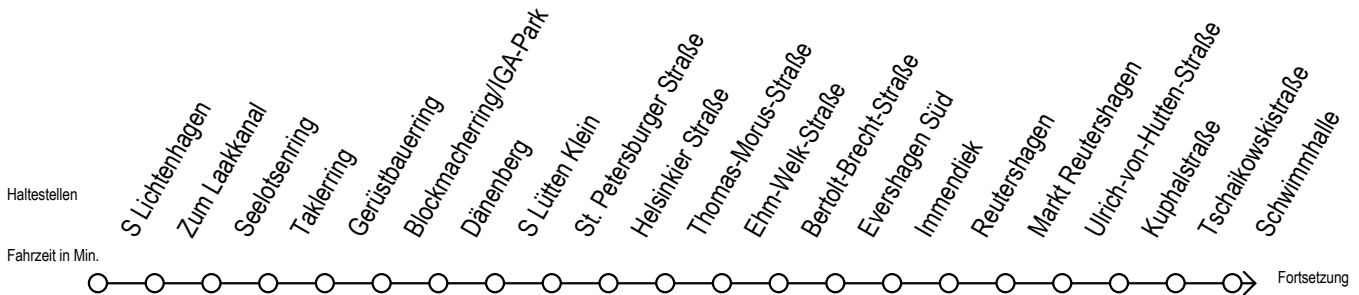 Haltestellen
S Lichtenhagen
Zum Laakkanal
Seelotsenring
Taklerring
Gerüstbauerring
Blockmacherring/IGA-Park
Dänenberg
S Lütten Klein
St. Petersburger Straße
Helsinkier Straße
Thomas-Morus-Straße
Ehm-Welk-Straße
Bertolt-Brecht-Straße
Evershagen Süd
Immendiek
Reutershagen
Markt Reutershagen
Ulrich-von-Hutten-Straße
Kuphalstraße
Tschaikowskistraße
Schwimmhalle
Fahrzeit in Min.
Fortsetzung